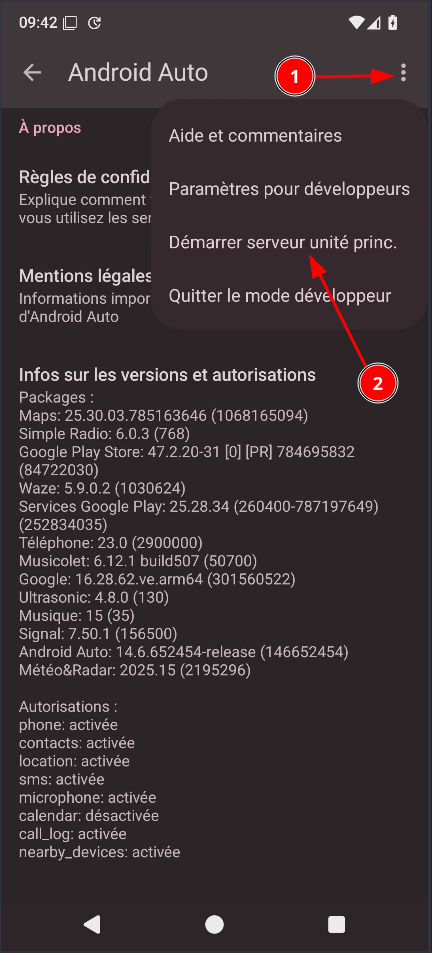 09:42
Android Auto
1
À propos
Aide et commentaires
Règles de confid
Explique comment
vous utilisez les ser
Paramètres pour développeurs
Démarrer serveur unité princ.
Mentions légales
Informations impor
d'Android Auto
Quitter le mode développeur
2
Infos sur les versions et autorisations
Packages :
Maps: 25.30.03.785163646 (1068165094)
Simple Radio: 6.0.3 (768)
Google Play Store: 47.2.20-31 [0] [PR] 784695832
(84722030)
Waze: 5.9.0.2 (1030624)
Services Google Play: 25.28.34 (260400-787197649)
(252834035)
Téléphone: 23.0 (2900000)
Musicolet: 6.12.1 build507 (50700)
Google: 16.28.62.ve.arm64 (301560522)
Ultrasonic: 4.8.0 (130)
Musique: 15 (35)
Signal: 7.50.1 (156500)
Android Auto: 14.6.652454-release (146652454)
Météo&Radar: 2025.15 (2195296)
Autorisations :
phone: activée
contacts: activée
location: activée
sms: activée
microphone: activée
calendar: désactivée
call_log: activée
nearby_devices: activée